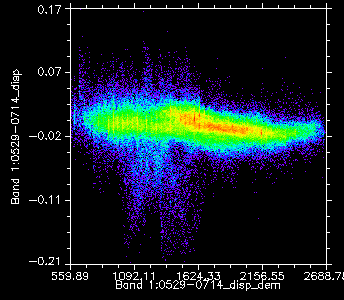 0.17
0.07
-0.02
-0.11
-0.21
Band 1:0529-0714_disp
559.89 1092.11 1624.33 2156.55 2688.78
Band 1:0529-0714_disp_dem